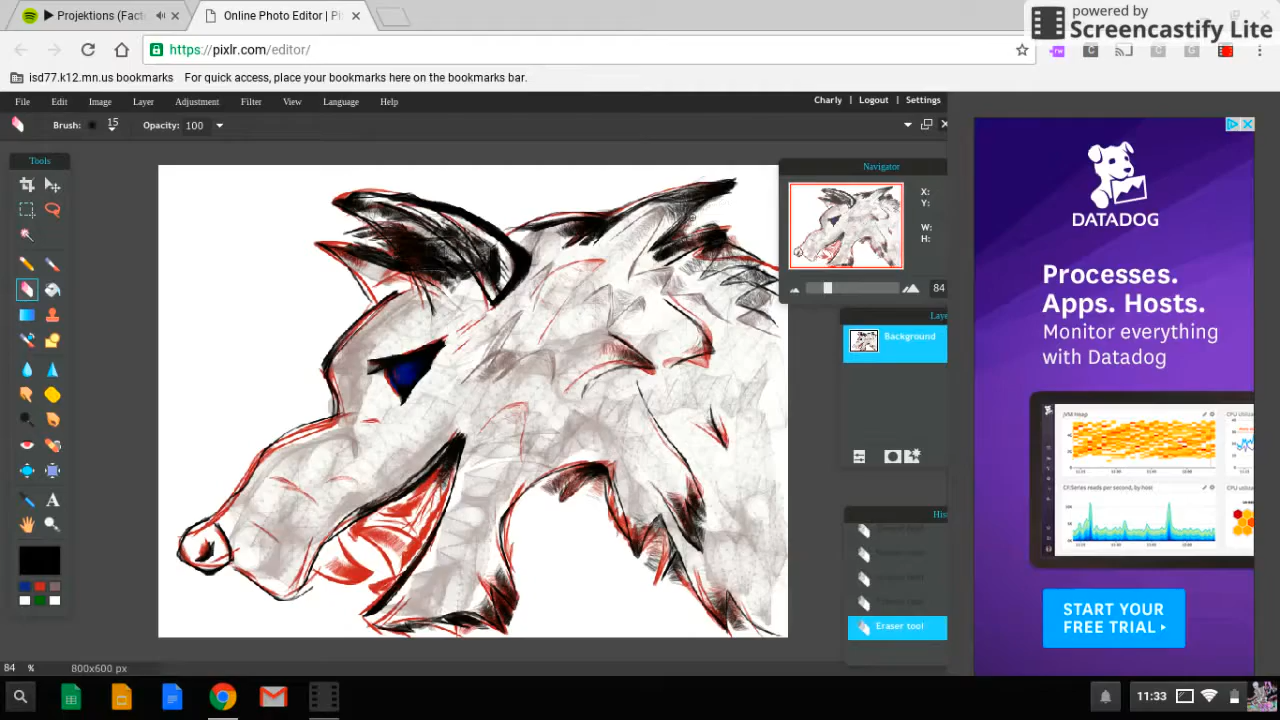 ▶ Projektions (Fact
Online Photo Editor | Pi
powered by
Screencastify Lite
https://pixlr.com/editor/
isd77.k12.mn.us bookmarks
For quick access, place your bookmarks here on the bookmarks bar.
File Edit Image Layer Adjustment Filter View Language Help
Charly | Logout | Settings
Brush: 15 Opacity: 100
Tools
Navigator
X:
Y:
W:
H:
84
Laye
Background
His
Eraser tool
84 % 800x600 px
DATADOG
Processes.
Apps. Hosts.
Monitor everything
with Datadog
START YOUR
FREE TRIAL ▸
11:33